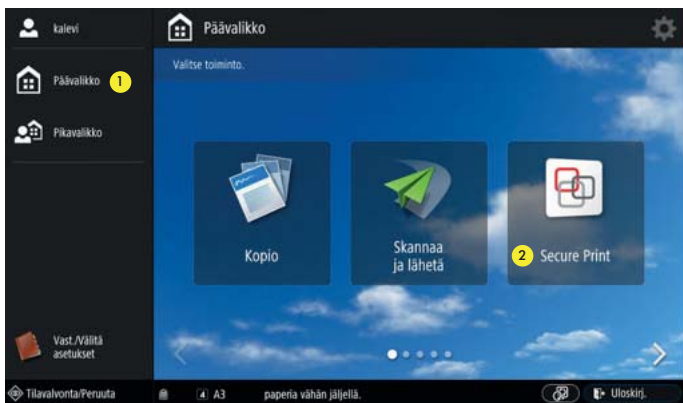 kalevi
Päävalikko
Valitse toiminto.
Päävalikko 1
Pikavalikko
Kopio
Skannaa
ja lähetä
2 Secure Print
Vast./Välitä
asetukset
Tilavalvonta/Peruuta
4 A3 paperia vähän jäljellä.
Uloskirj.